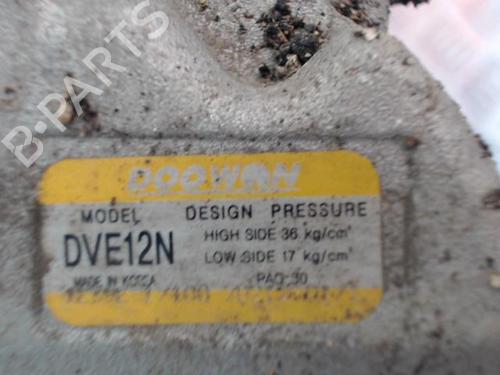 B-PARTS
DOOWON
MODEL DESIGN PRESSURE
DVE12N HIGH SIDE 36 kg/cm²
LOW SIDE 17 kg/cm²
MADE IN KOREA PAG 30